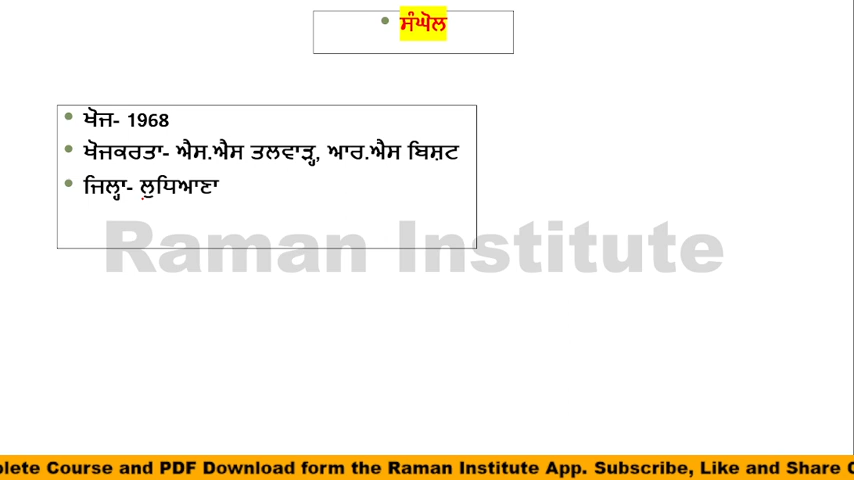 • ਸੰਘੋਲ
• ਖੋਜ- 1968
• ਖੋਜਕਰਤਾ- ਐਸ.ਐਸ ਤਲਵਾੜ੍ਹ, ਆਰ.ਐਸ ਬਿਸ਼ਟ
• ਜਿਲ੍ਹਾ- ਲੁਧਿਆਣਾ
Raman Institute
plete Course and PDF Download form the Raman Institute App. Subscribe, Like and Share